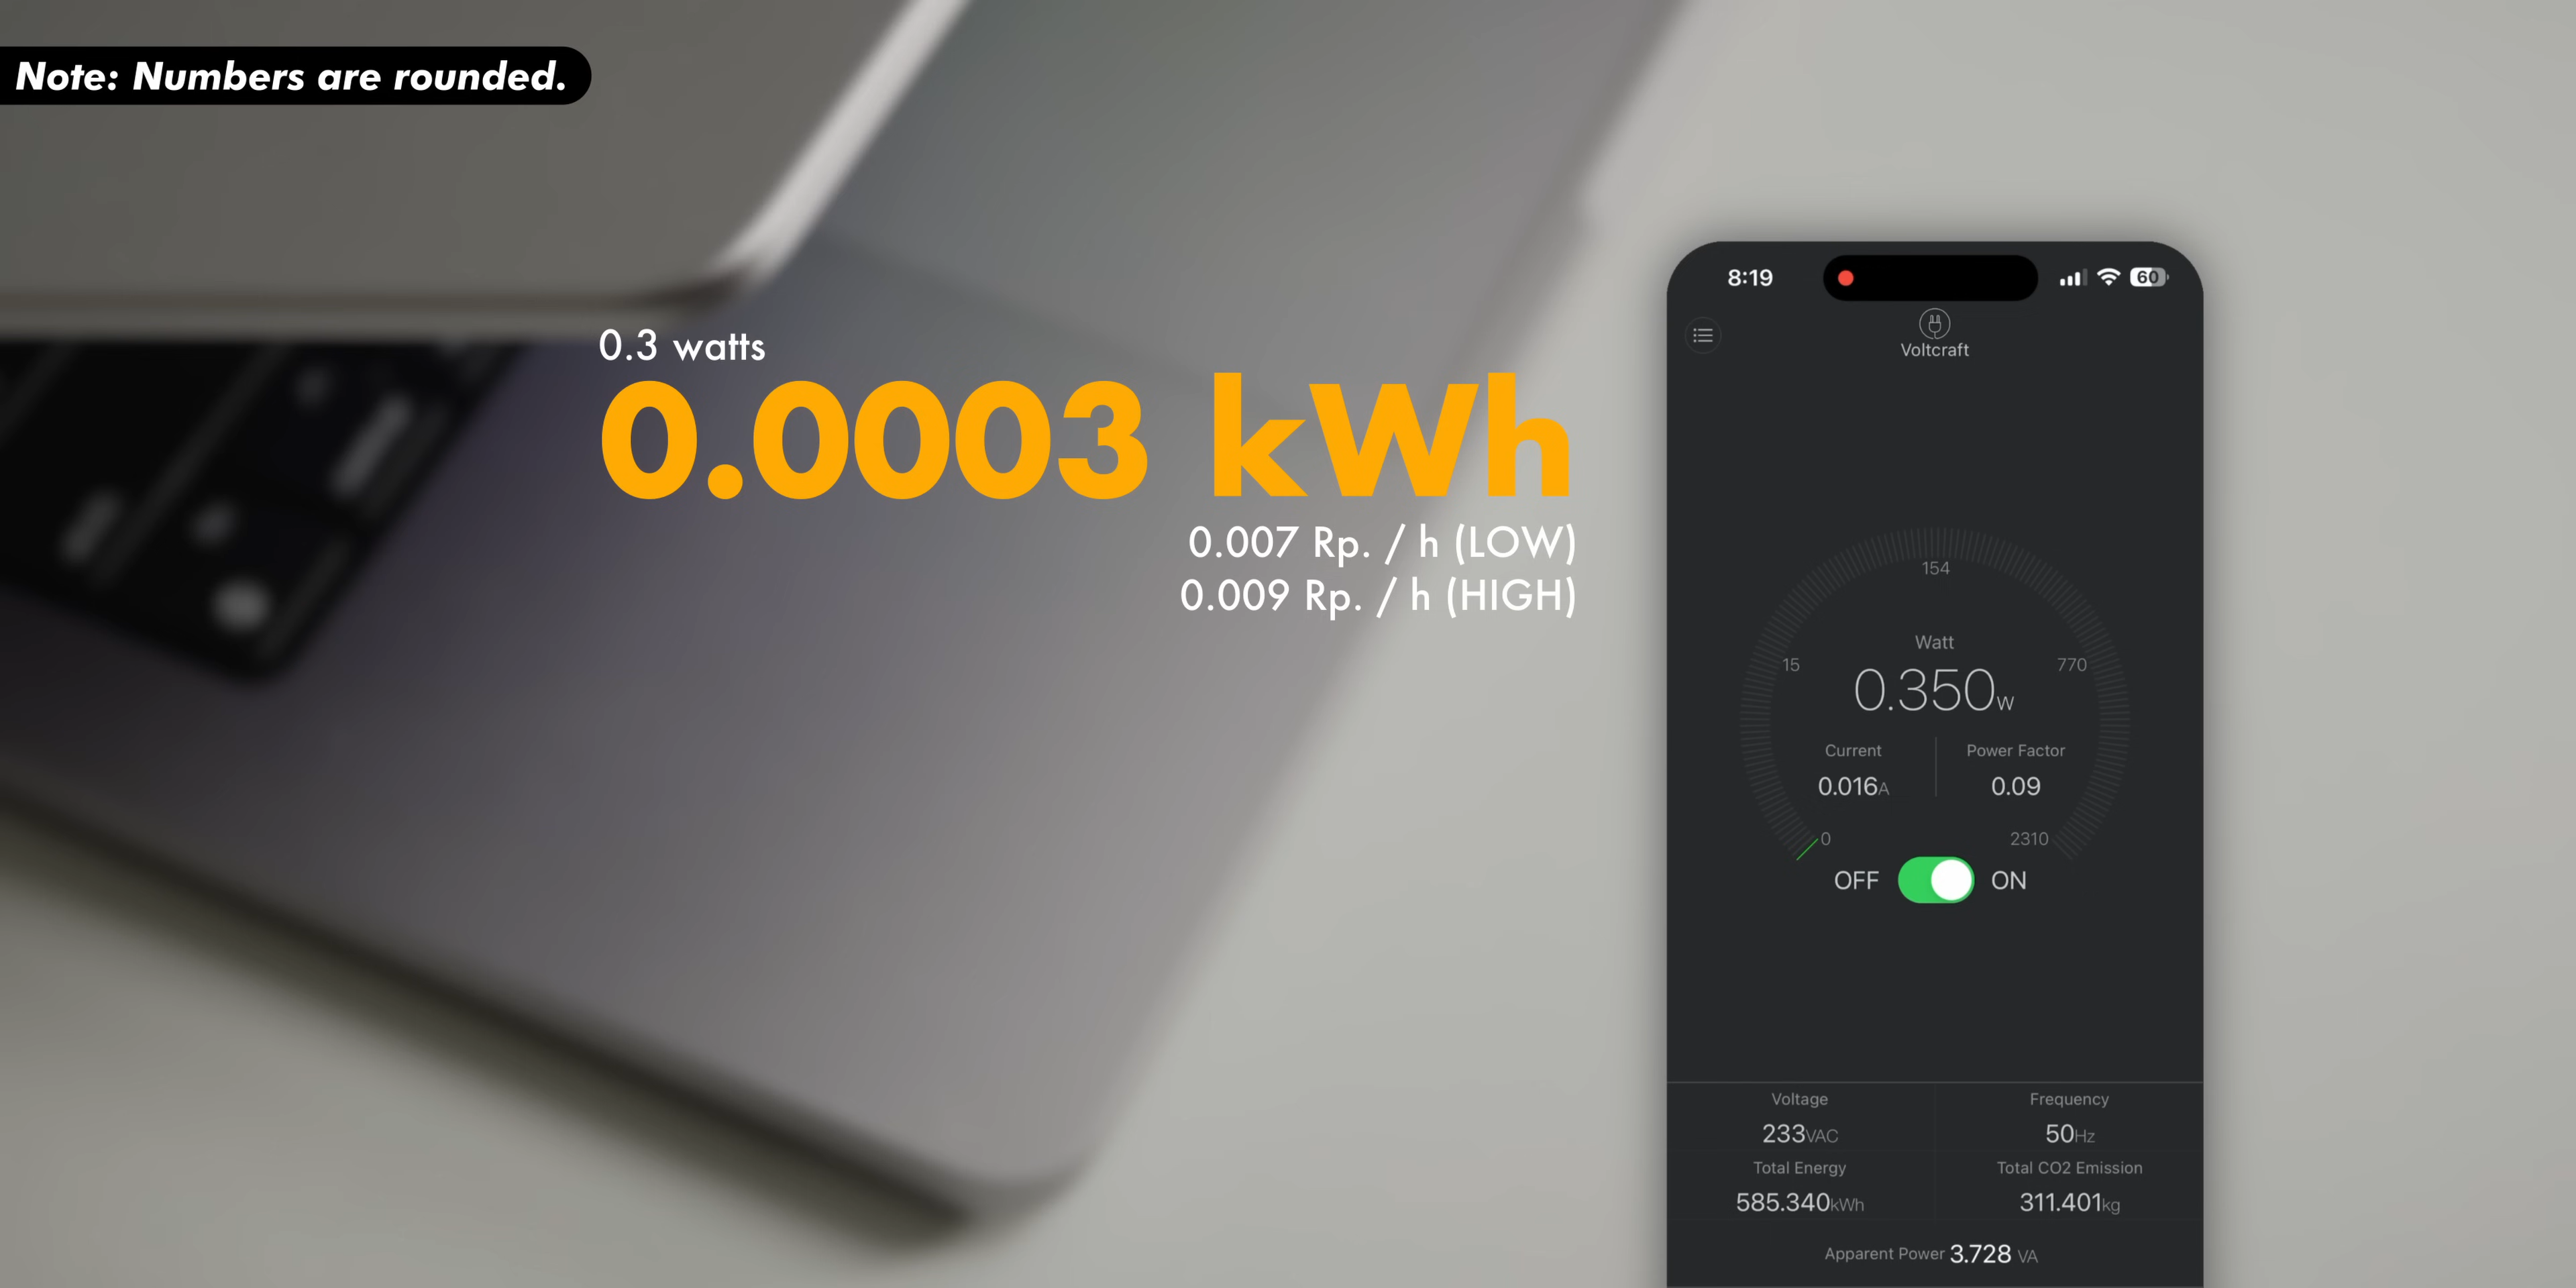 Note: Numbers are rounded.
0.3 watts
0.0003 kWh
0.007 Rp. / h (LOW)
0.009 Rp. / h (HIGH)
8:19
60
Voltcraft
154
Watt
15
770
0.350W
Current
Power Factor
0.016A
0.09
0
2310
OFF
ON
Voltage
Frequency
233VAC
50Hz
Total Energy
Total CO2 Emission
585.340kWh
311.401kg
Apparent Power 3.728 VA